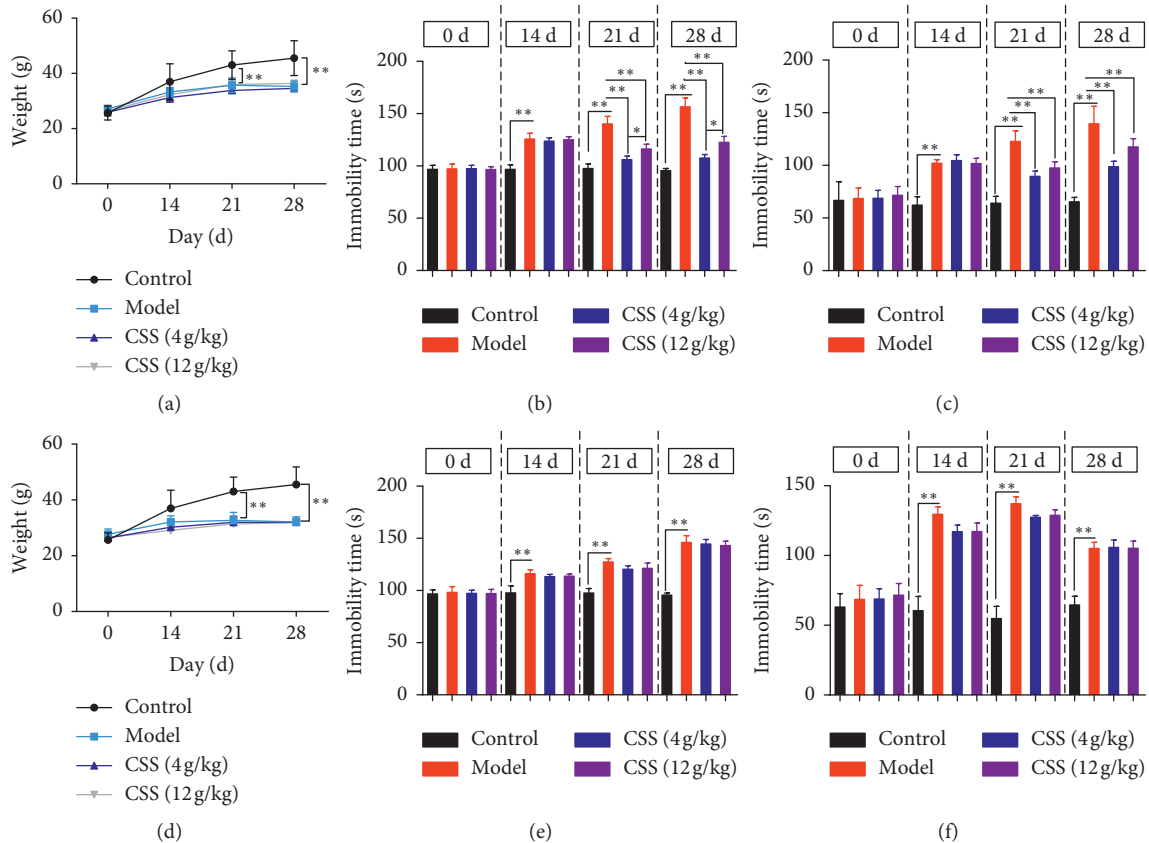 60
40
20
0
Weight (g)
**
**
0
14
21
28
Day (d)
Control
Model
CSS (4 g/kg)
CSS (12 g/kg)
(a)
0 d
14 d
21 d
28 d
200
150
100
50
0
Immobility time (s)
**
**
**
**
*
**
**
**
*
Control
Model
CSS (4 g/kg)
CSS (12 g/kg)
(b)
0 d
14 d
21 d
28 d
200
150
100
50
0
Immobility time (s)
**
**
**
**
**
**
**
Control
Model
CSS (4 g/kg)
CSS (12 g/kg)
(c)
60
40
20
0
Weight (g)
**
**
0
14
21
28
Day (d)
Control
Model
CSS (4 g/kg)
CSS (12 g/kg)
(d)
0 d
14 d
21 d
28 d
200
150
100
50
0
Immobility time (s)
**
**
**
Control
Model
CSS (4 g/kg)
CSS (12 g/kg)
(e)
0 d
14 d
21 d
28 d
150
100
50
0
Immobility time (s)
**
**
**
Control
Model
CSS (4 g/kg)
CSS (12 g/kg)
(f)